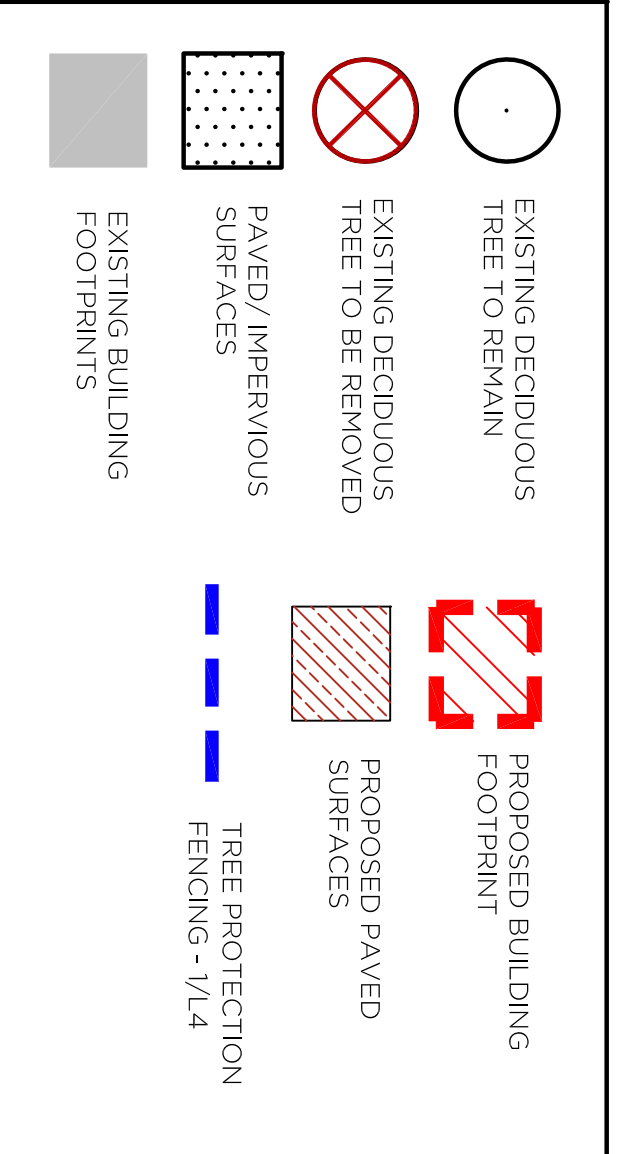 EXISTING DECIDUOUS
TREE TO REMAIN
EXISTING DECIDUOUS
TREE TO BE REMOVED
PAVED/ IMPERVIOUS
SURFACES
EXISTING BUILDING
FOOTPRINTS
PROPOSED BUILDING
FOOTPRINT
PROPOSED PAVED
SURFACES
TREE PROTECTION
FENCING - 1/L4